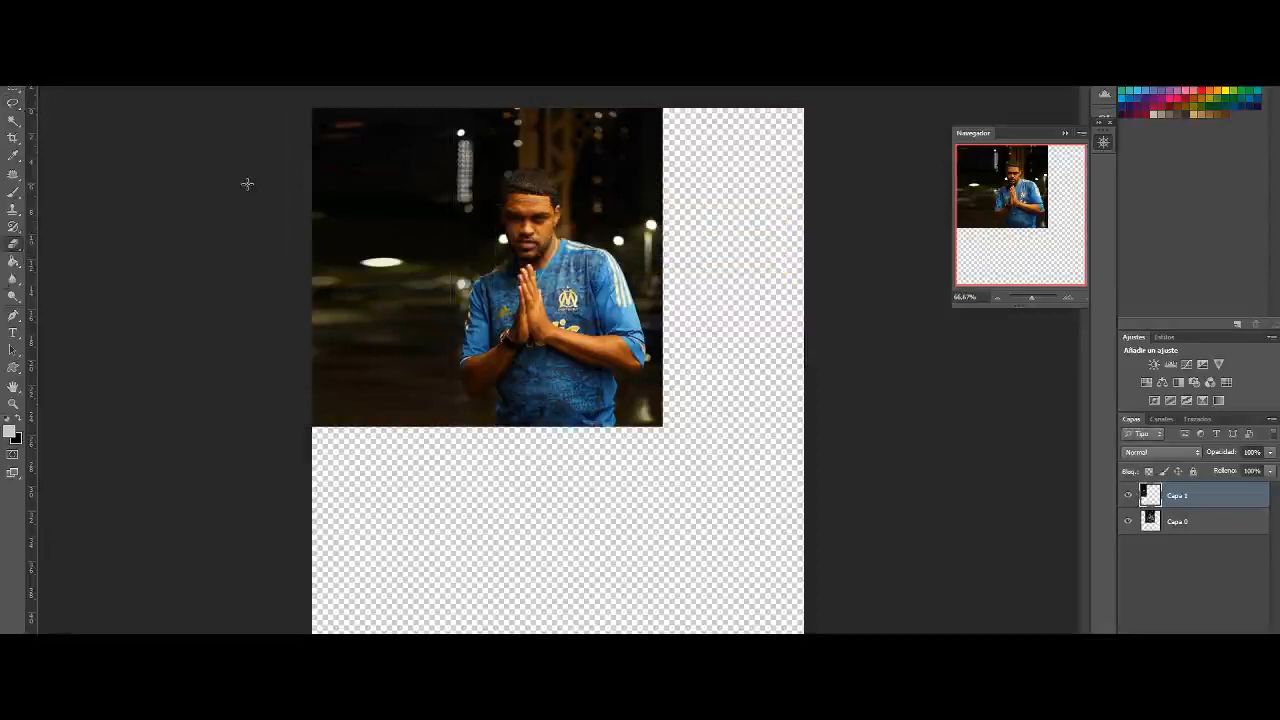 Navegador
66,67%
Ajustes
Estilos
Añade un ajuste
Capas
Canales
Trazados
Tipo
Normal
Opacidad:
100%
Bloq.:
Relleno:
100%
Capa 1
Capa 0